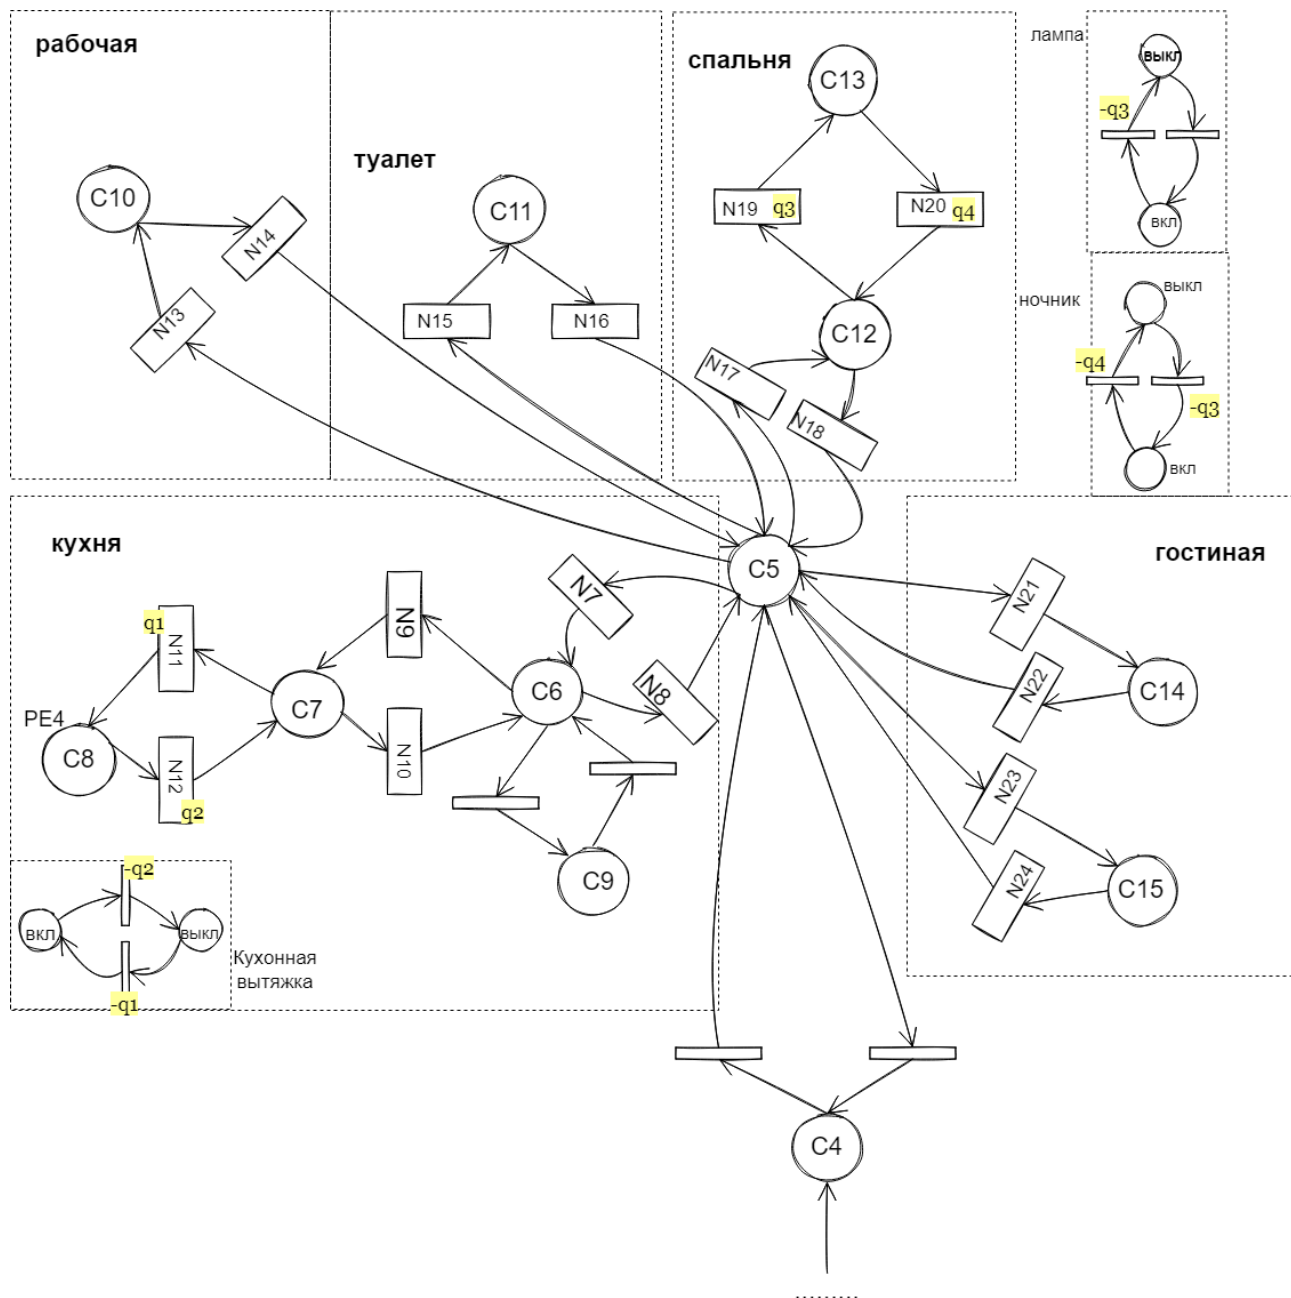 рабочая
C10
N14
N13
туалет
C11
N15
N16
спальня
C13
N19
q3
N20
q4
C12
N17
N18
лампа
выкл
-q3
вкл
ночник
выкл
-q4
-q3
вкл
кухня
q1
N11
N9
N7
PE4
C8
C7
C6
N8
N12
q2
N10
C9
-q2
вкл
выкл
-q1
Кухонная
вытяжка
C5
гостиная
N21
N22
C14
N23
N24
C15
C4
.........